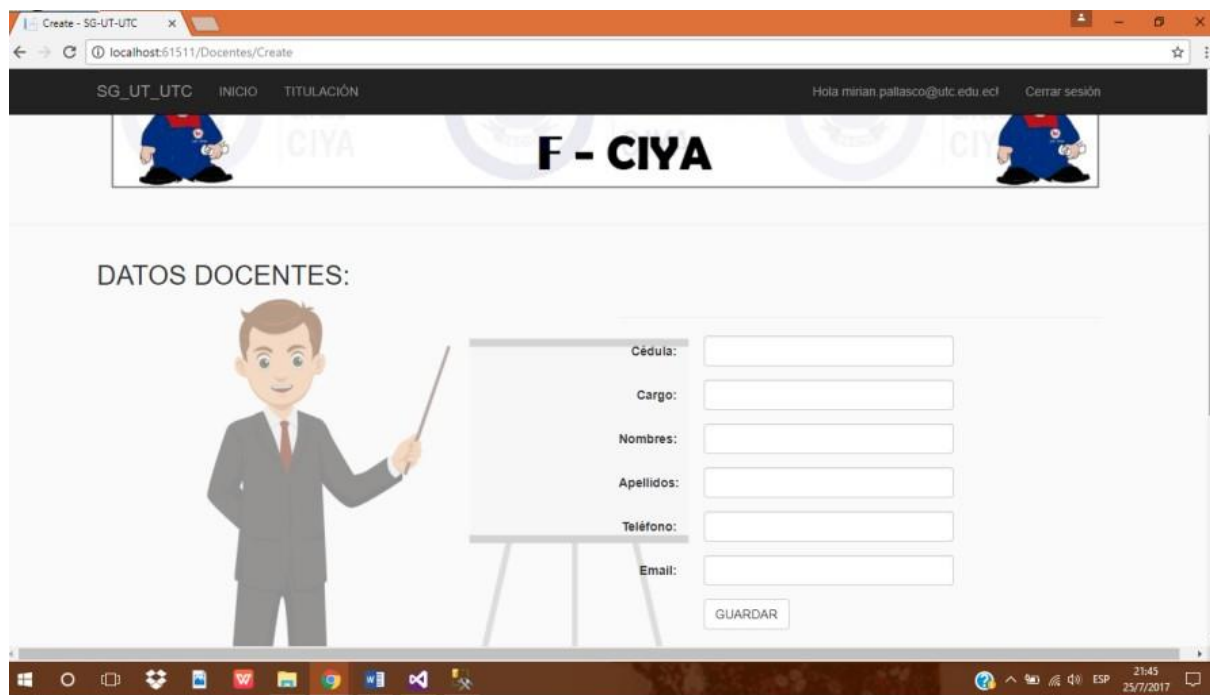 Create - SG-UT-UTC
localhost:61511/Docentes/Create
SG_UT_UTC INICIO TITULACIÓN Hola mirian.pallasco@utc.edu.ec! Cerrar sesión
CIYA
F - CIYA
DATOS DOCENTES:
Cédula:
Cargo:
Nombres:
Apellidos:
Teléfono:
Email:
GUARDAR
ESP
21:45
25/7/2017